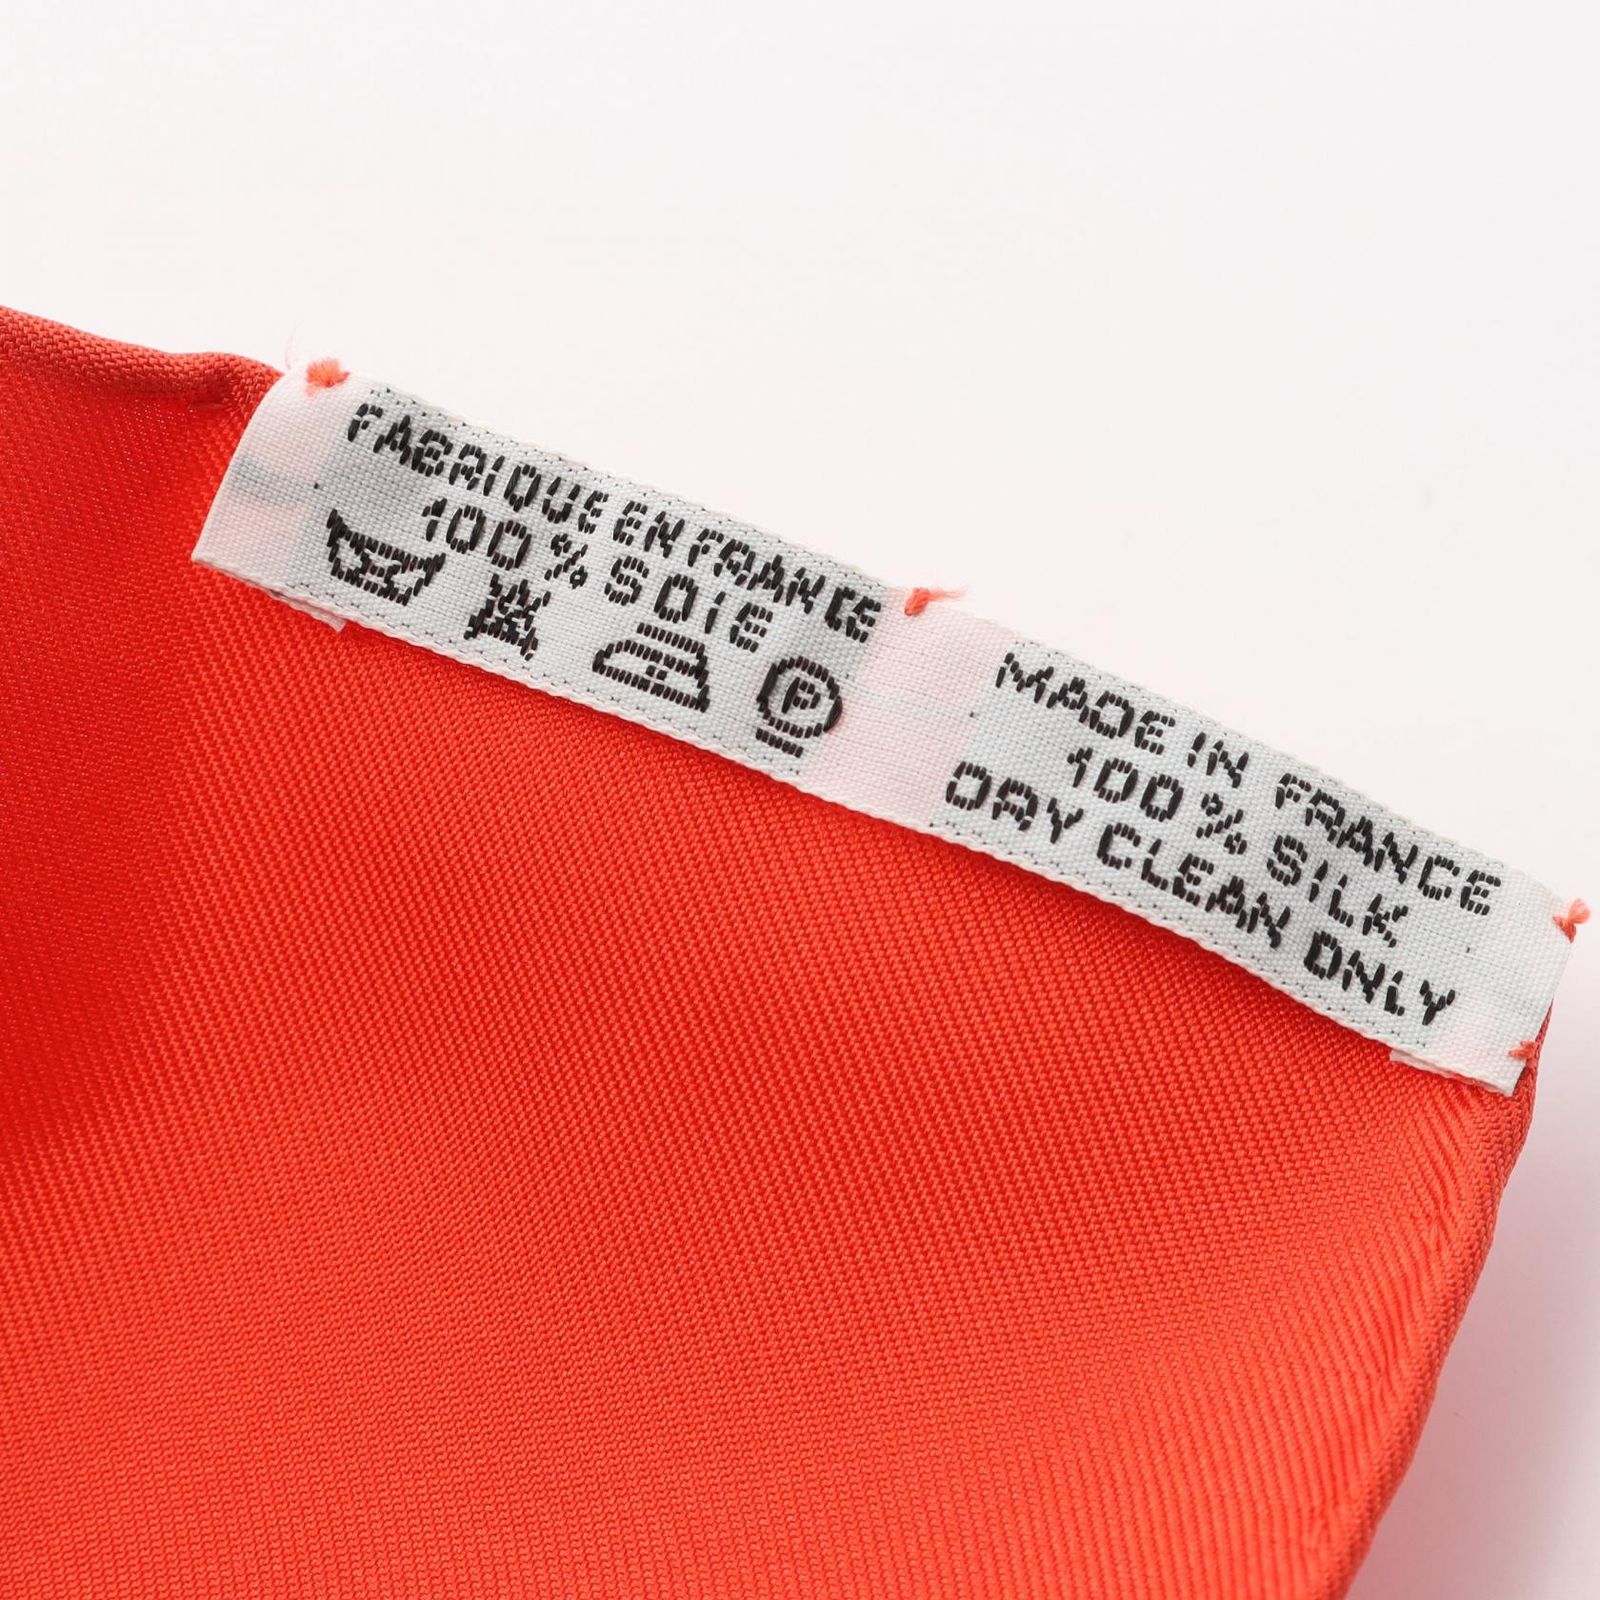 FABRIQUE EN FRANCE
100% SOIE
P
MADE IN FRANCE
100% SILK
DRY CLEAN ONLY